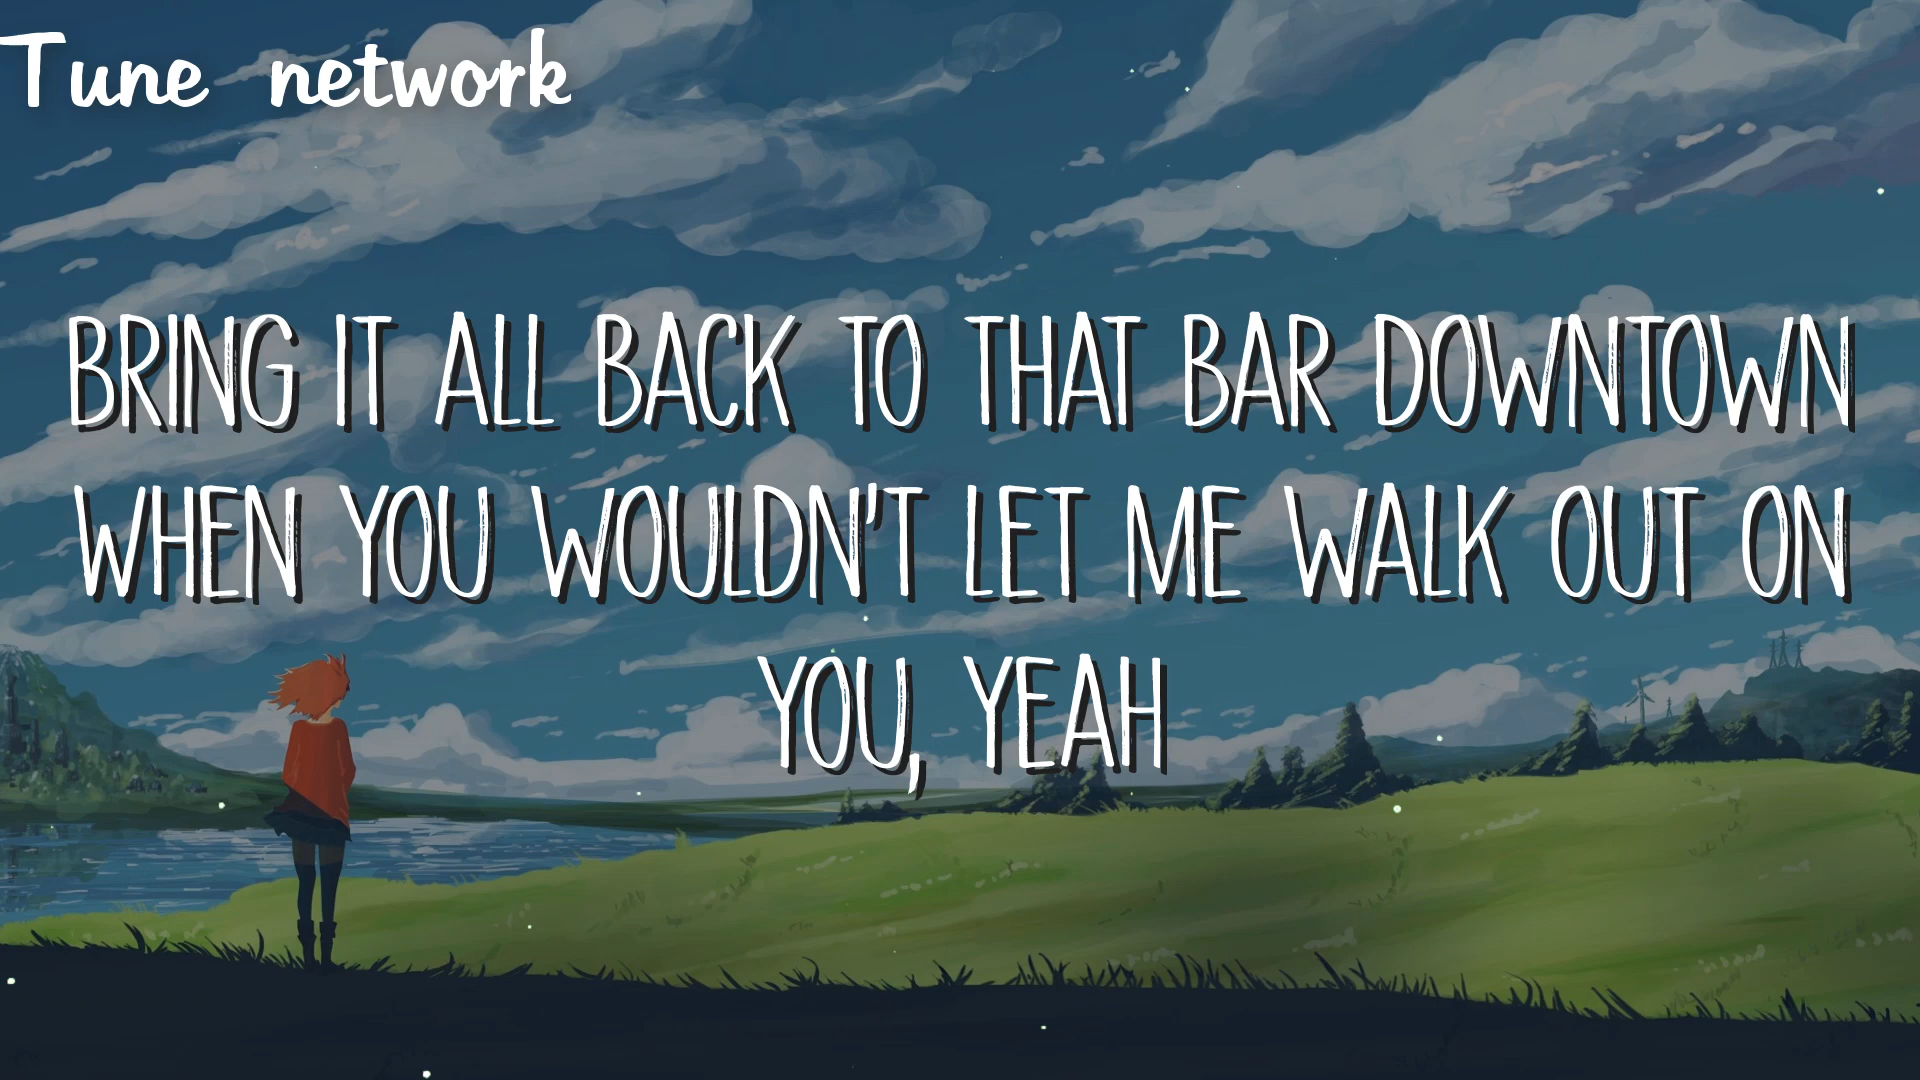 Tune network
BRING IT ALL BACK TO THAT BAR DOWNTOWN
WHEN YOU WOULDN'T LET ME WALK OUT ON
YOU, YEAH